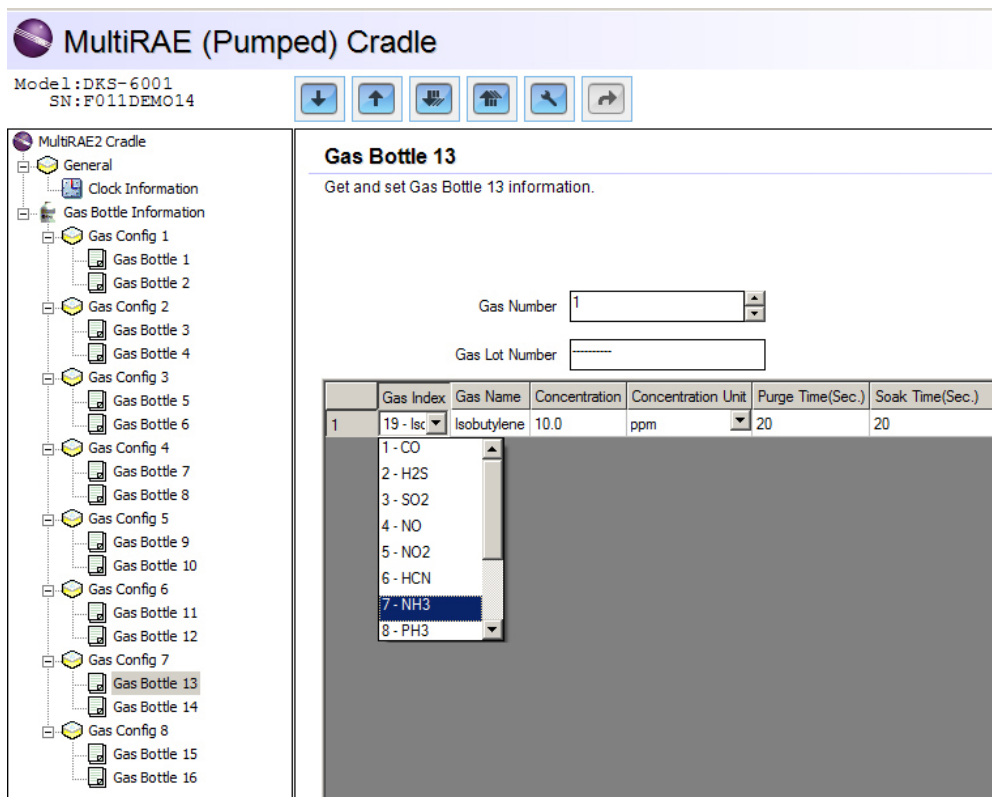 MultiRAE (Pumped) Cradle
Model:DKS-6001
SN:F011DEMO14
MultiRAE2 Cradle
General
Clock Information
Gas Bottle Information
Gas Config 1
Gas Bottle 1
Gas Bottle 2
Gas Config 2
Gas Bottle 3
Gas Bottle 4
Gas Config 3
Gas Bottle 5
Gas Bottle 6
Gas Config 4
Gas Bottle 7
Gas Bottle 8
Gas Config 5
Gas Bottle 9
Gas Bottle 10
Gas Config 6
Gas Bottle 11
Gas Bottle 12
Gas Config 7
Gas Bottle 13
Gas Bottle 14
Gas Config 8
Gas Bottle 15
Gas Bottle 16
Gas Bottle 13
Get and set Gas Bottle 13 information.
Gas Number 1
Gas Lot Number ----------
Gas Index Gas Name Concentration Concentration Unit Purge Time(Sec.) Soak Time(Sec.)
1 19 - Isc Isobutylene 10.0 ppm 20 20
1 - CO
2 - H2S
3 - SO2
4 - NO
5 - NO2
6 - HCN
7 - NH3
8 - PH3